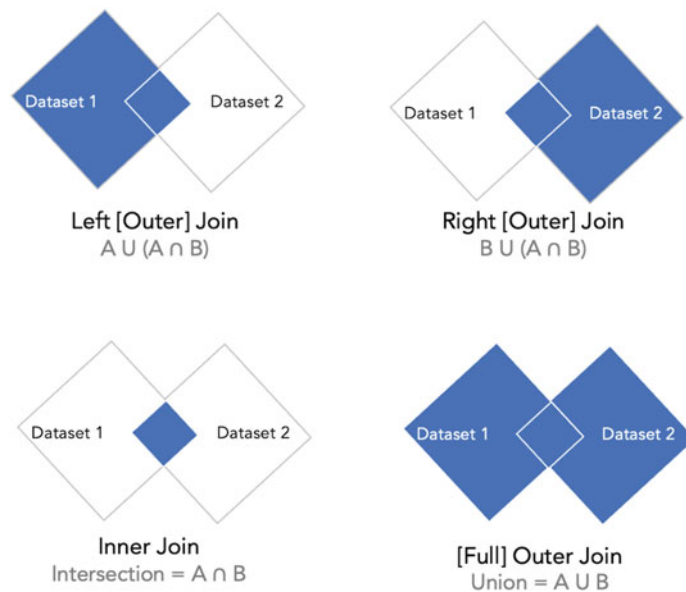 Dataset 1
Dataset 2
Left [Outer] Join
A U (A ∩ B)
Dataset 1
Dataset 2
Right [Outer] Join
B U (A ∩ B)
Dataset 1
Dataset 2
Inner Join
Intersection = A ∩ B
Dataset 1
Dataset 2
[Full] Outer Join
Union = A U B